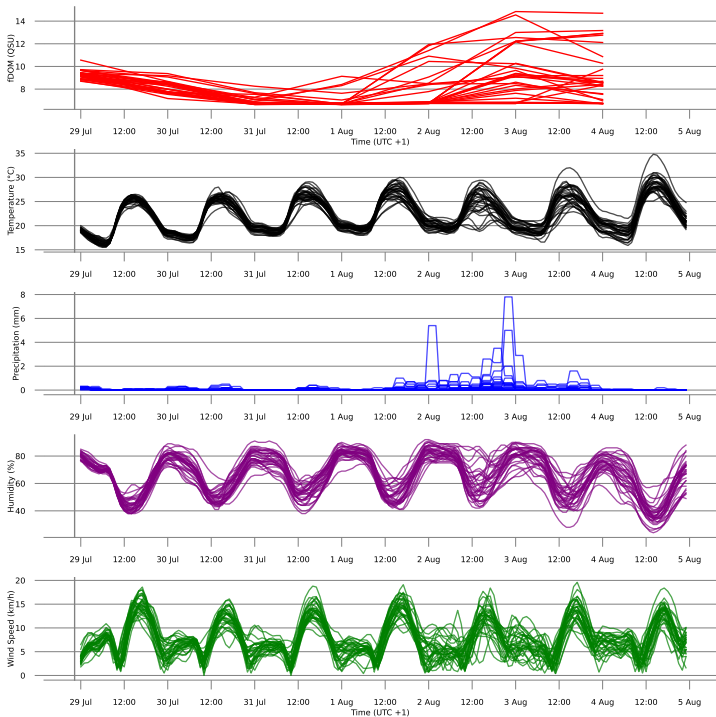 14
12
10
8
fDOM (QSU)
29 Jul 12:00 30 Jul 12:00 31 Jul 12:00 1 Aug 12:00 2 Aug 12:00 3 Aug 12:00 4 Aug 12:00 5 Aug
Time (UTC +1)
35
30
25
20
15
Temperature (°C)
29 Jul 12:00 30 Jul 12:00 31 Jul 12:00 1 Aug 12:00 2 Aug 12:00 3 Aug 12:00 4 Aug 12:00 5 Aug
8
6
4
2
0
Precipitation (mm)
29 Jul 12:00 30 Jul 12:00 31 Jul 12:00 1 Aug 12:00 2 Aug 12:00 3 Aug 12:00 4 Aug 12:00 5 Aug
80
60
40
Humidity (%)
29 Jul 12:00 30 Jul 12:00 31 Jul 12:00 1 Aug 12:00 2 Aug 12:00 3 Aug 12:00 4 Aug 12:00 5 Aug
20
15
10
5
0
Wind Speed (km/h)
29 Jul 12:00 30 Jul 12:00 31 Jul 12:00 1 Aug 12:00 2 Aug 12:00 3 Aug 12:00 4 Aug 12:00 5 Aug
Time (UTC +1)